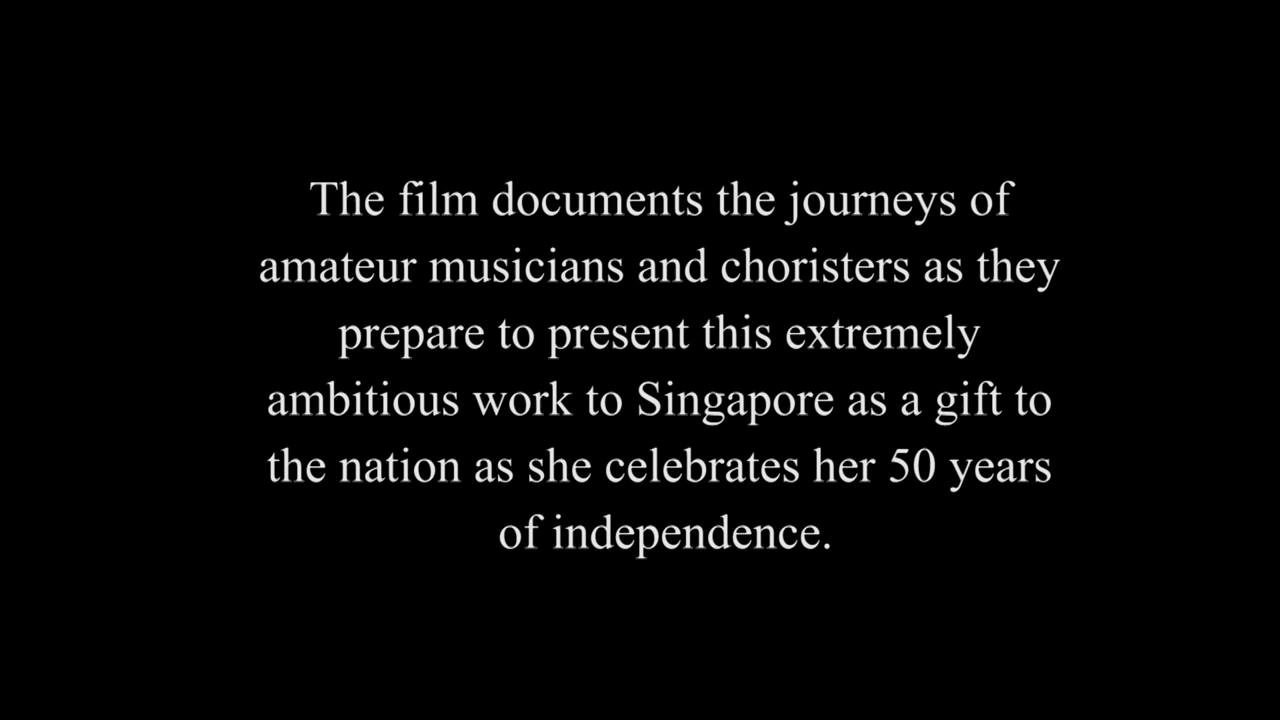 The film documents the journeys of
amateur musicians and choristers as they
prepare to present this extremely
ambitious work to Singapore as a gift to
the nation as she celebrates her 50 years
of independence.